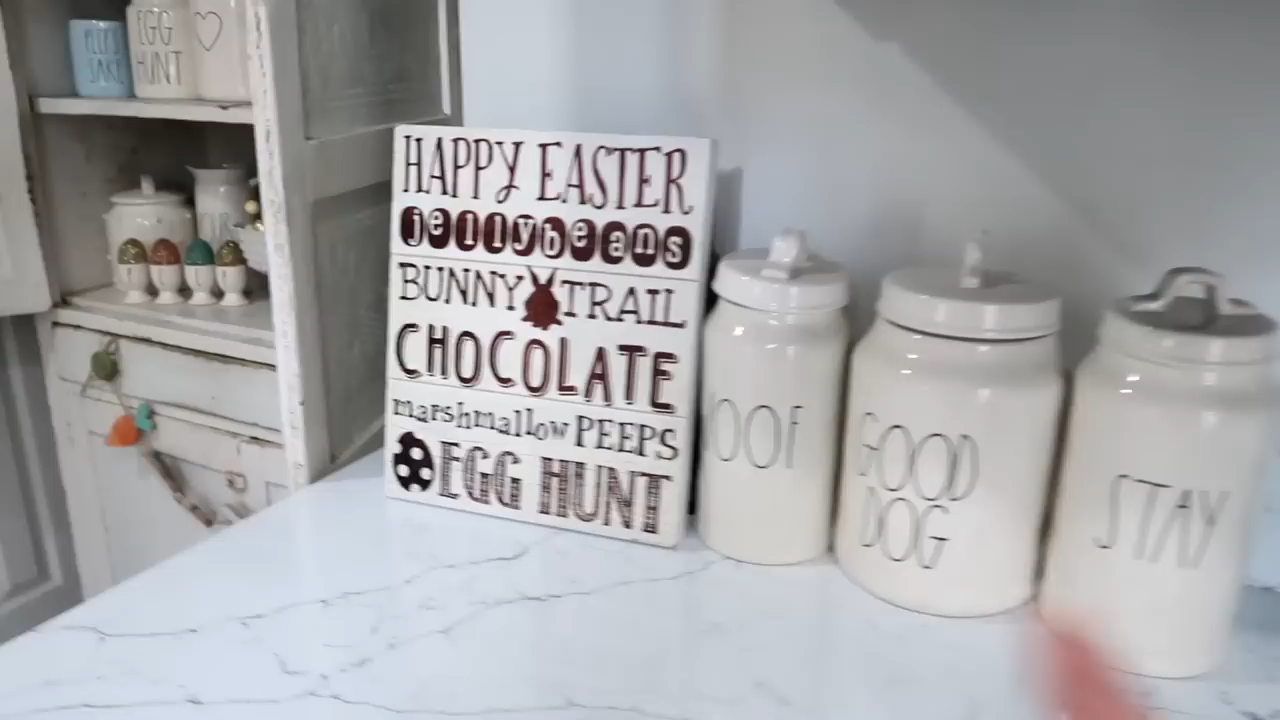 EGG
HUNT
HAPPY EASTER
jellybeans
BUNNY TRAIL
CHOCOLATE
marshmallow PEEPS
EGG HUNT
OOF
GOOD
DOG
STAY